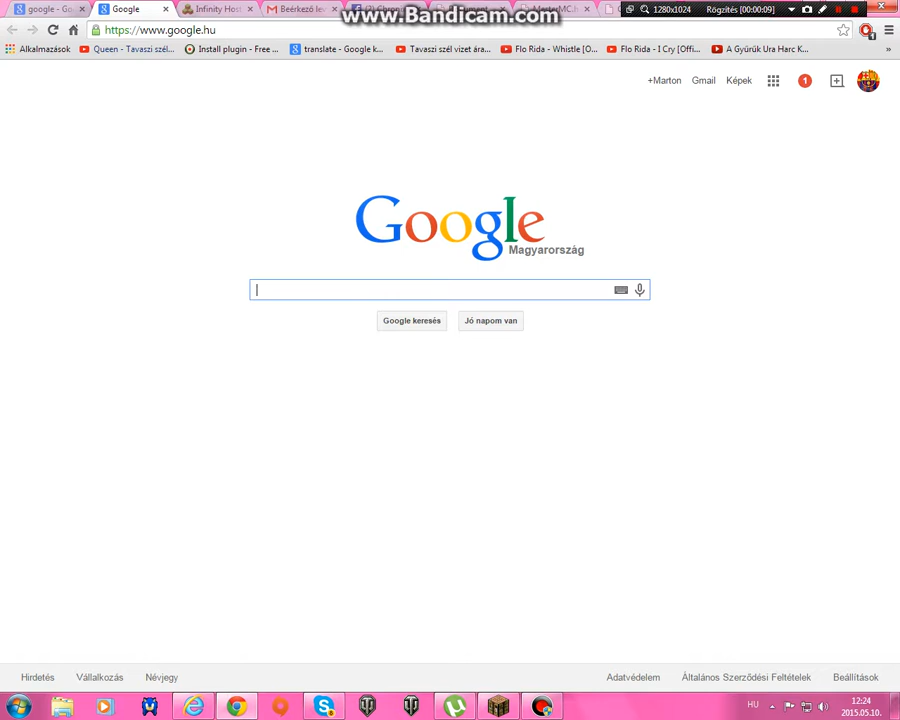 google - Go
Google
Infinity Host
Beérkező le
www.Bandicam.com
1280x1024
Rögzítés [00:00:09]
https://www.google.hu
Alkalmazások
Queen - Tavaszi szél...
Install plugin - Free ...
translate - Google k...
Tavaszi szél vizet ára...
Flo Rida - Whistle [O...
Flo Rida - I Cry [Offi...
A Gyűrűk Ura Harc K...
»
+Marton
Gmail
Képek
1
Google
Magyarország
Google keresés
Jó napom van
Hirdetés
Vállalkozás
Névjegy
Adatvédelem
Általános Szerződési Feltételek
Beállítások
HU
12:24
2015.05.10.